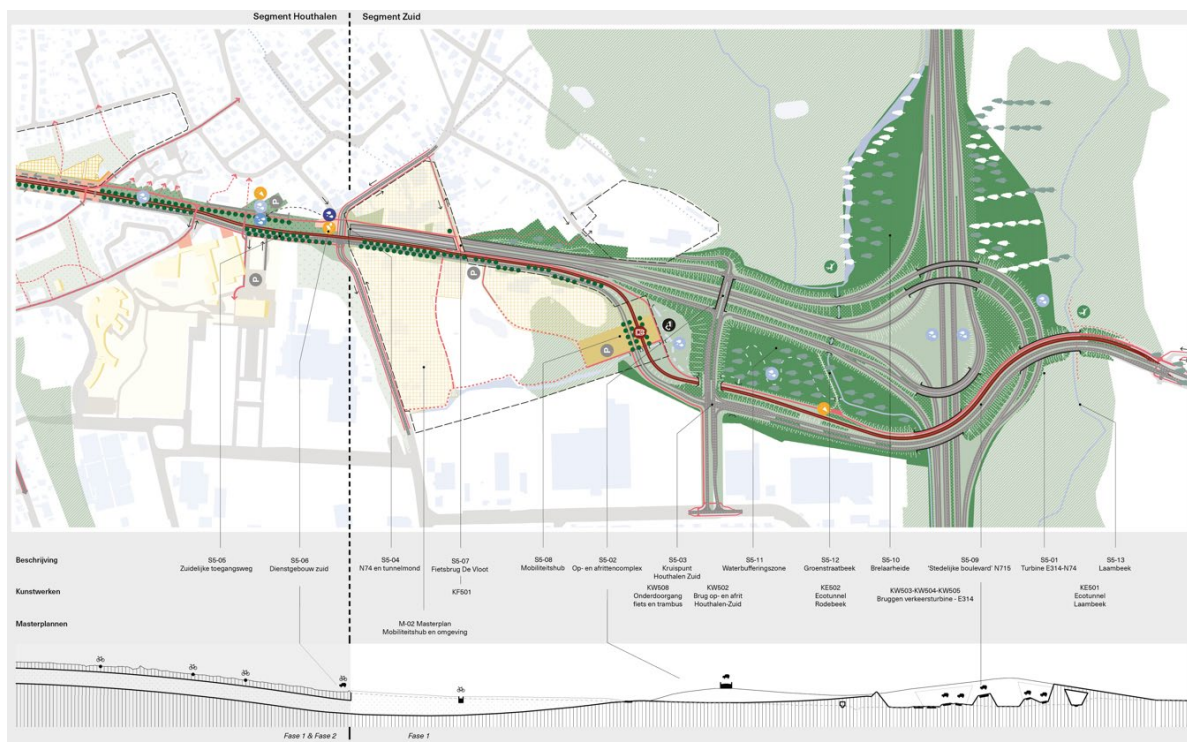 Segment Houthalen
Segment Zuid
P
P
P
P
Beschrijving
S5-05
Zuidelijke toegangsweg
S5-06
Dienstgebouw zuid
S5-04
N74 en tunnelmond
S5-07
Fietsbrug De Vloot
S5-08
Mobiliteitshub
S5-02
Op- en afrittencomplex
S5-03
Kruispunt
Houthalen Zuid
S5-11
Waterbufferingszone
S5-12
Groenstraatbeek
S5-10
Brelaarheide
S5-09
'Stedelijke boulevard' N715
S5-01
Turbine E314-N74
S5-13
Laambeek
Kunstwerken
KF501
KW508
Onderdoorgang
fiets en trambus
KW502
Brug op- en afrit
Houthalen-Zuid
KE502
Ecotunnel
Rodebeek
KW503-KW504-KW505
Bruggen verkeersturbine - E314
KE501
Ecotunnel
Laambeek
Masterplannen
M-02 Masterplan
Mobiliteitshub en omgeving
Fase 1 & Fase 2
Fase 1